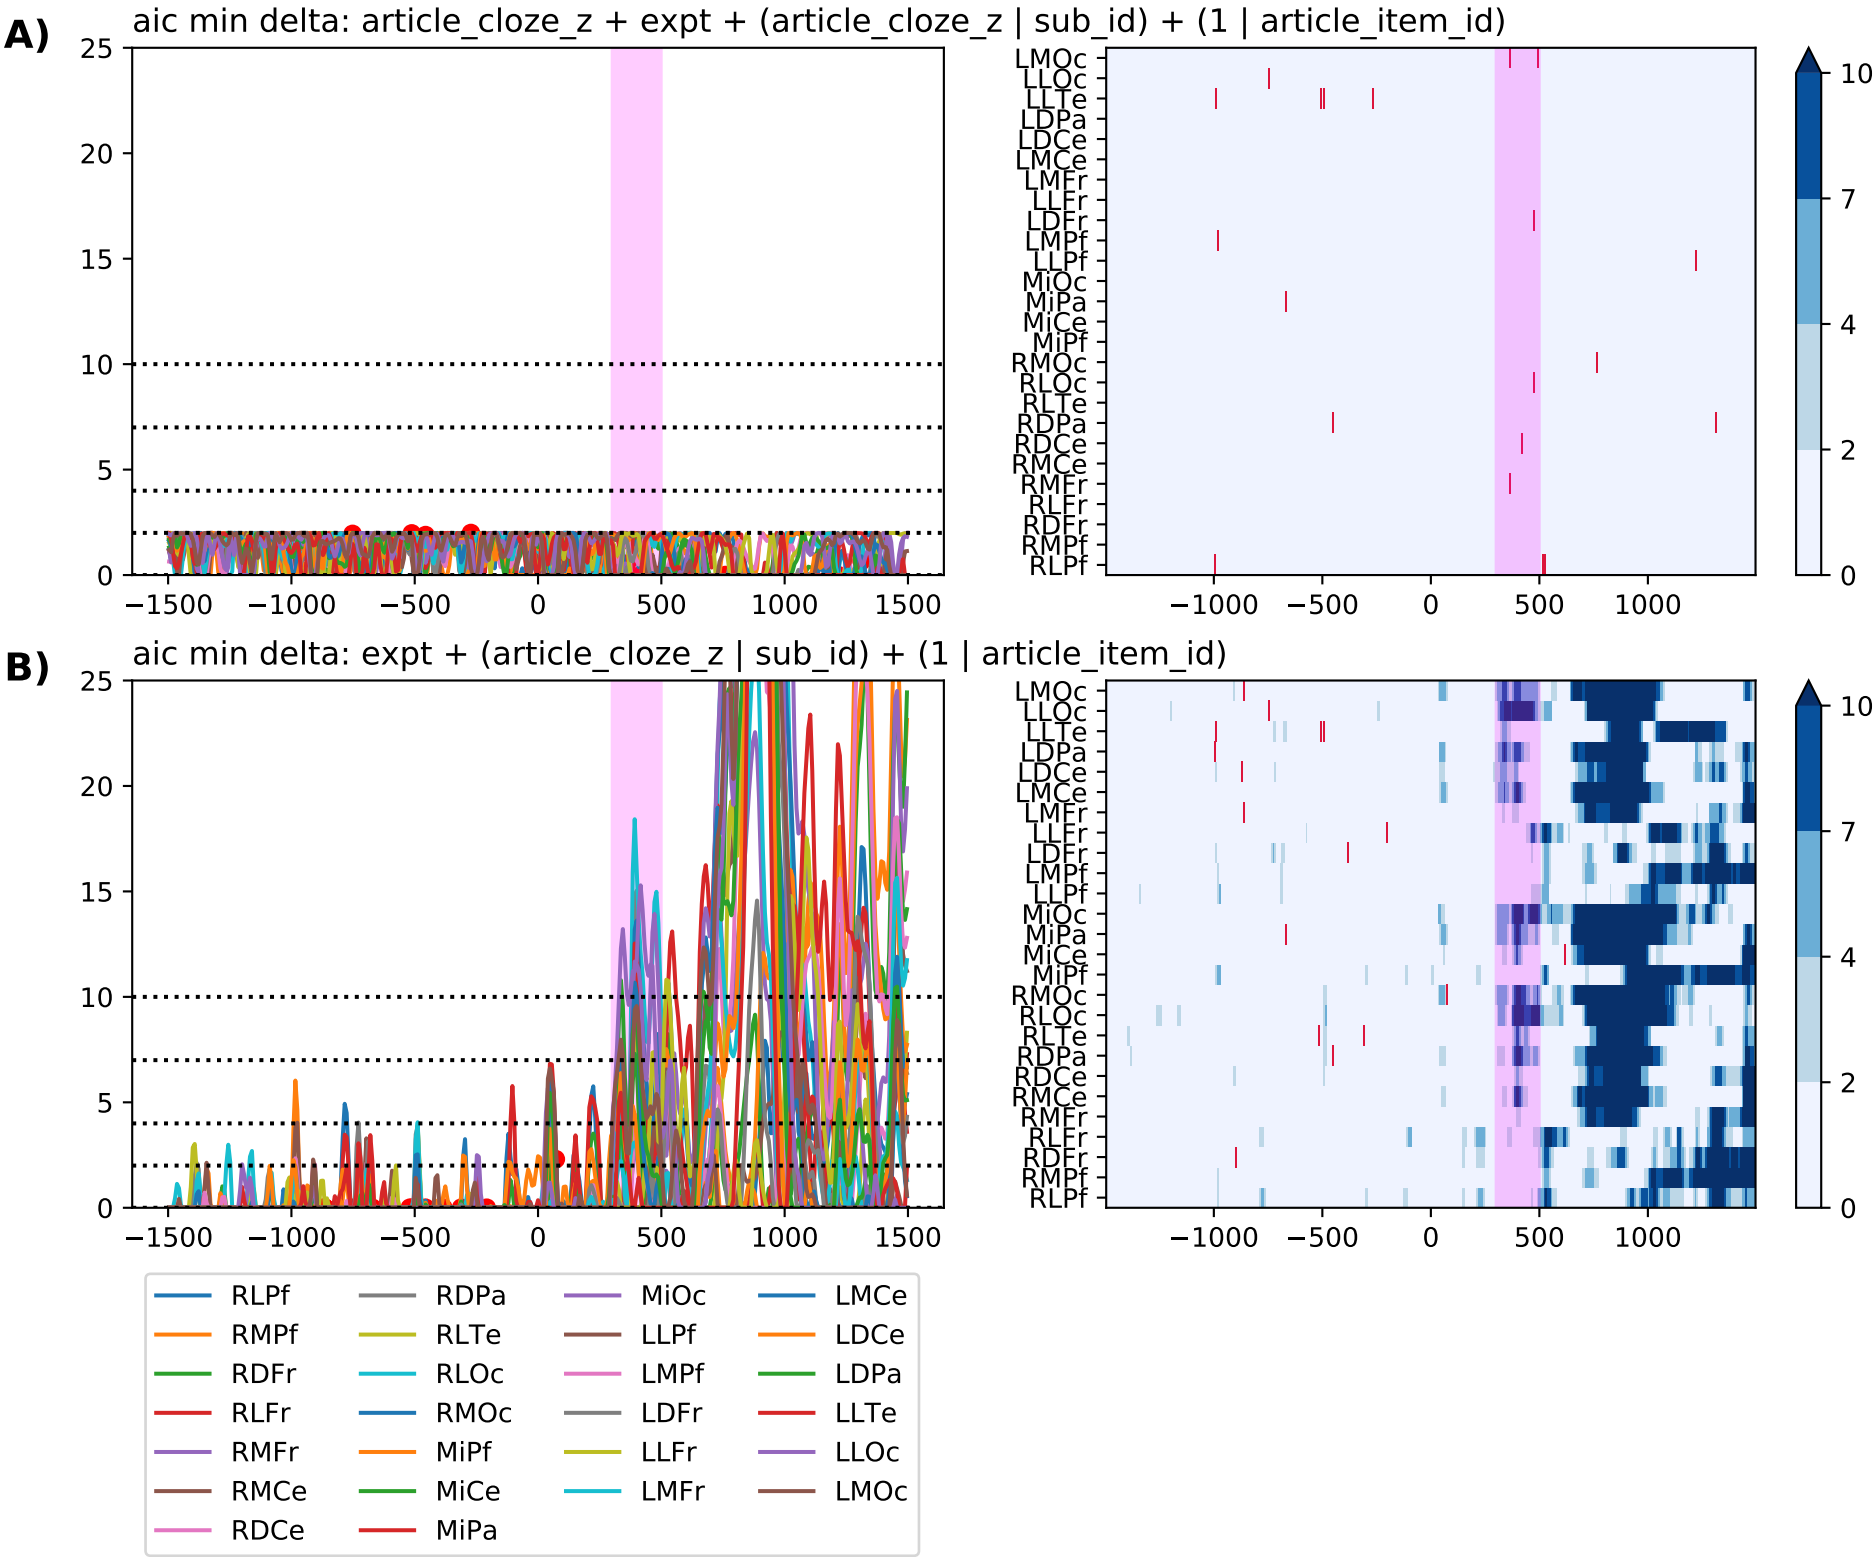 A)
aic min delta: article_cloze_z + expt + (article_cloze_z | sub_id) + (1 | article_item_id)
25
20
15
10
5
0
−1500 −1000 −500 0 500 1000 1500
LMOc
LLOc
LLTe
LDPa
LDCe
LMCe
LMFr
LLFr
LDFr
LMPf
LLPf
MiOc
MiPa
MiCe
MiPf
RMOc
RLOc
RLTe
RDPa
RDCe
RMCe
RMFr
RLFr
RDFr
RMPf
RLPf
−1000 −500 0 500 1000
10
7
4
2
0
B)
aic min delta: expt + (article_cloze_z | sub_id) + (1 | article_item_id)
25
20
15
10
5
0
−1500 −1000 −500 0 500 1000 1500
LMOc
LLOc
LLTe
LDPa
LDCe
LMCe
LMFr
LLFr
LDFr
LMPf
LLPf
MiOc
MiPa
MiCe
MiPf
RMOc
RLOc
RLTe
RDPa
RDCe
RMCe
RMFr
RLFr
RDFr
RMPf
RLPf
−1000 −500 0 500 1000
10
7
4
2
0
RLPf RDPa MiOc LMCe
RMPf RLTe LLPf LDCe
RDFr RLOc LMPf LDPa
RLFr RMOc LDFr LLTe
RMFr MiPf LLFr LLOc
RMCe MiCe LMFr LMOc
RDCe MiPa